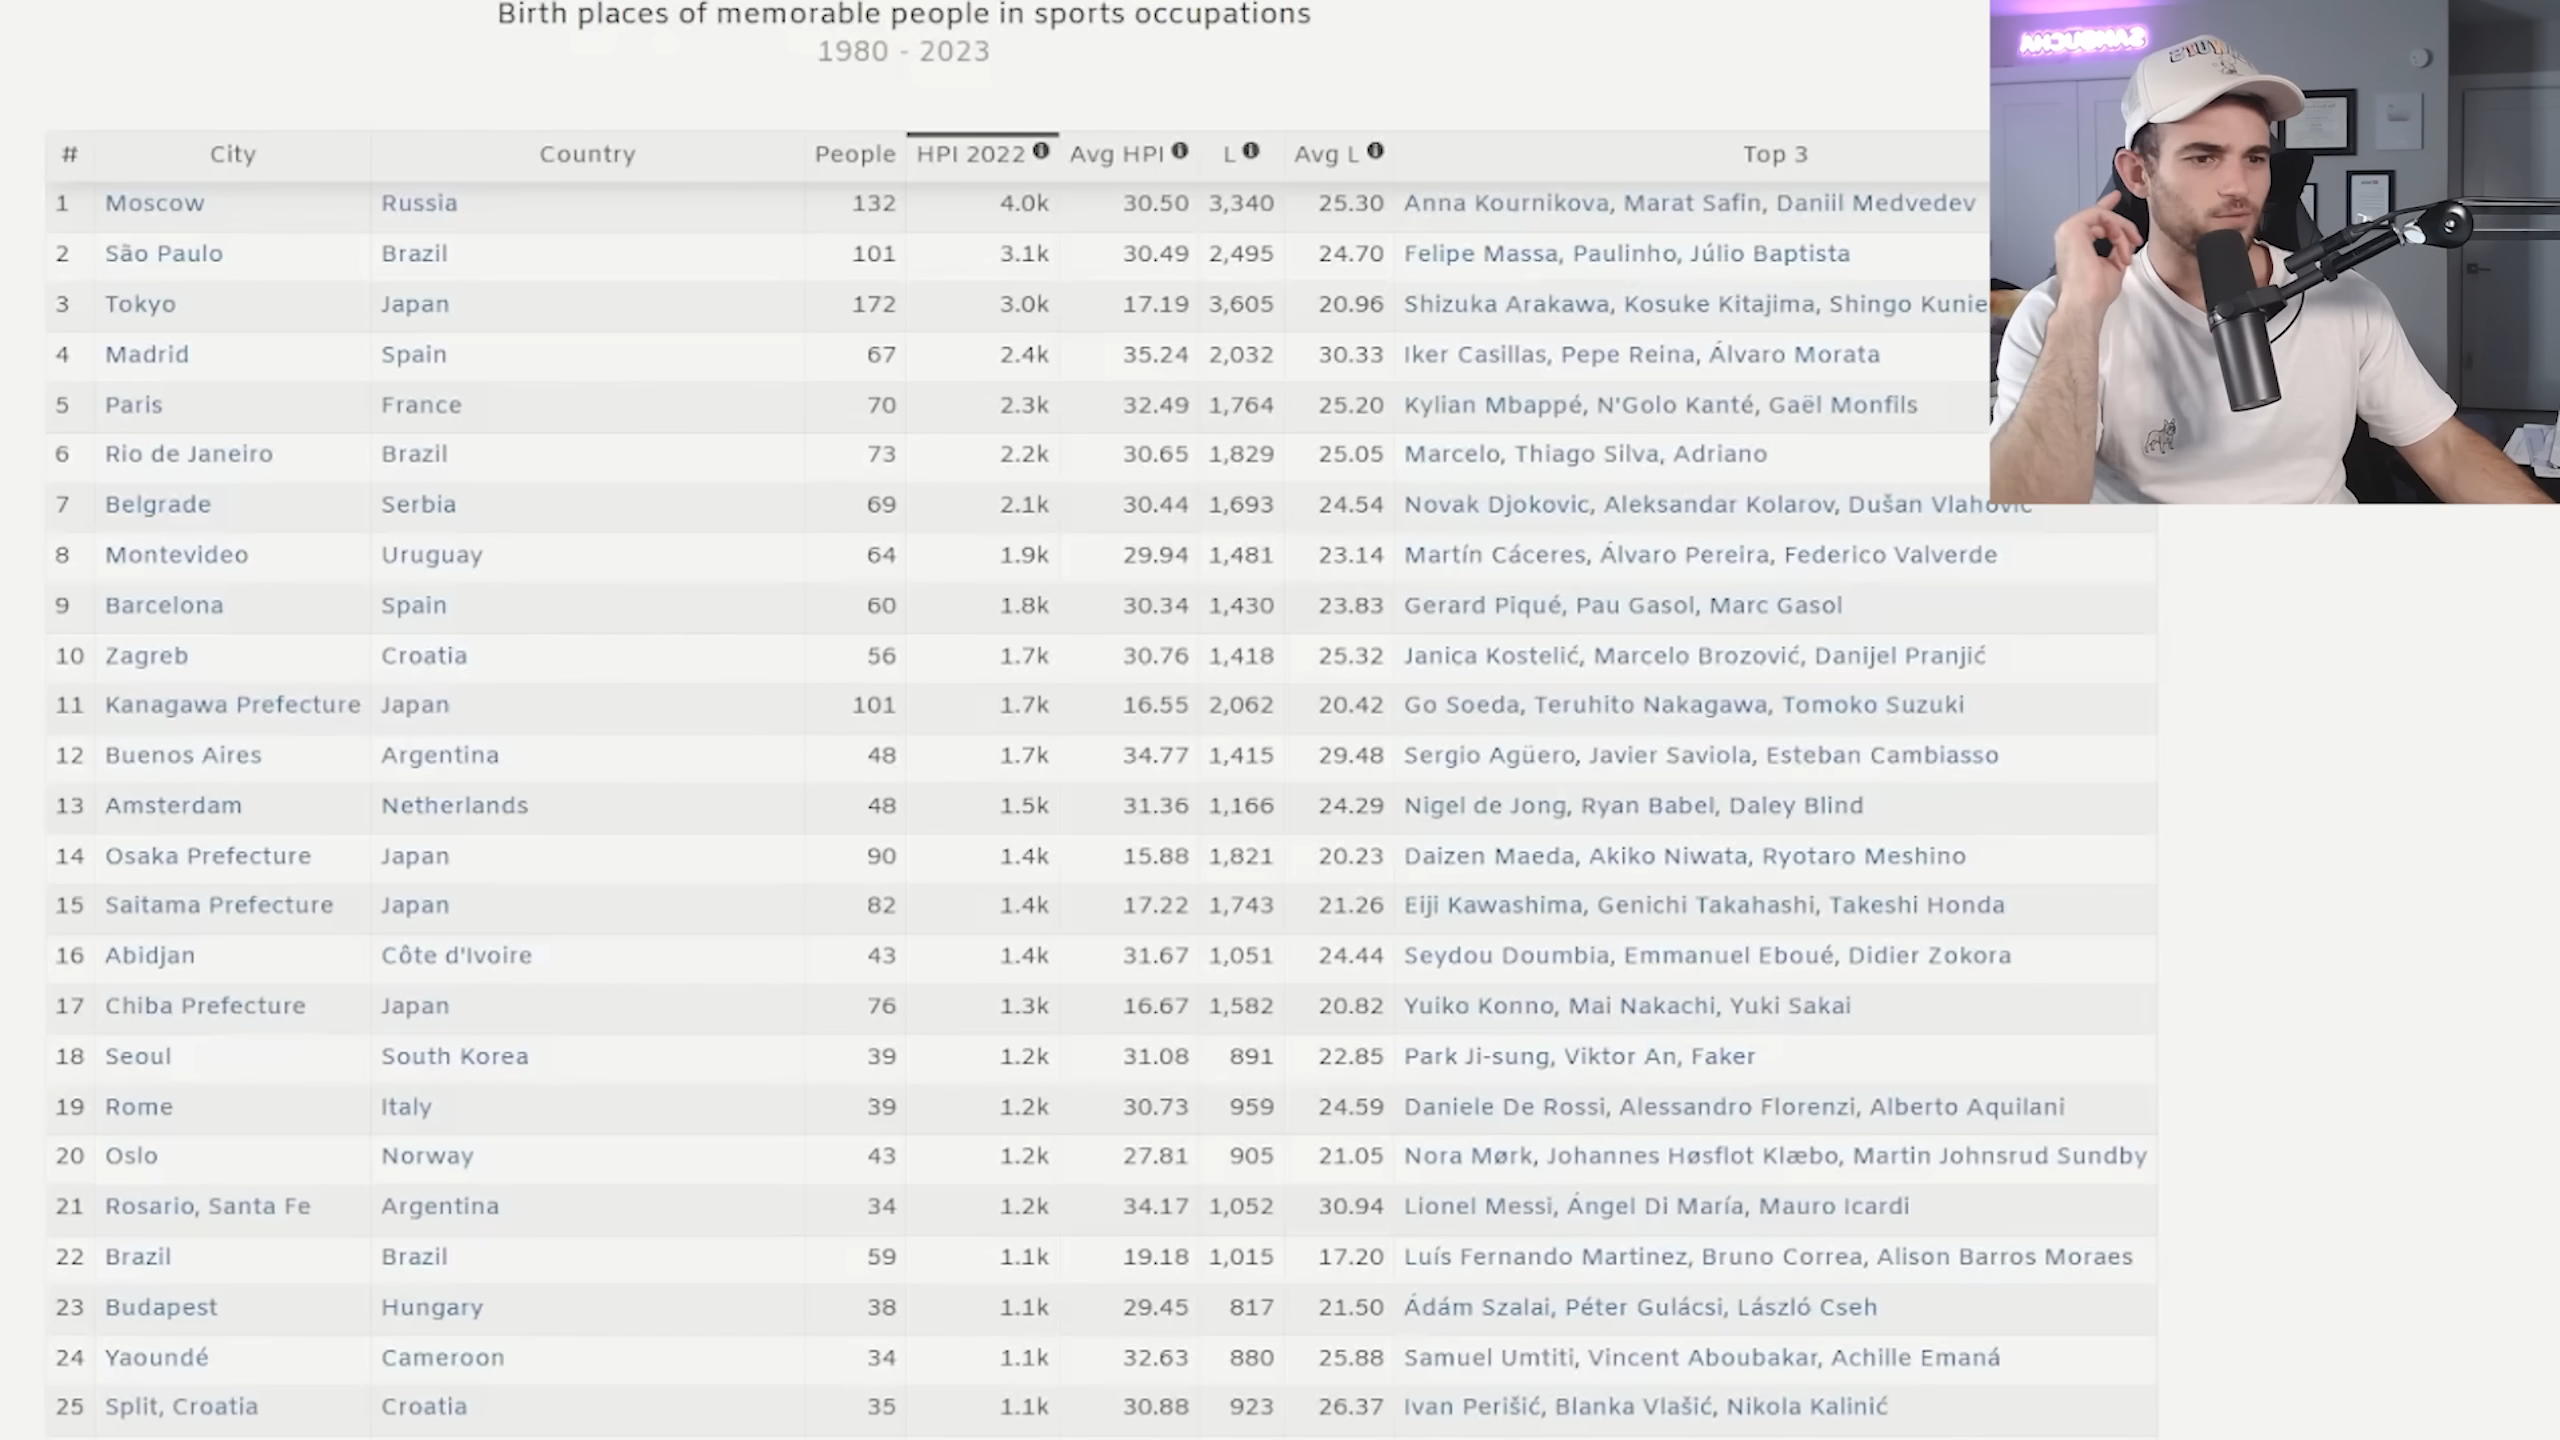 Birth places of memorable people in sports occupations
1980 - 2023
# City Country People HPI 2022 Avg HPI L Avg L Top 3
1 Moscow Russia 132 4.0k 30.50 3,340 25.30 Anna Kournikova, Marat Safin, Daniil Medvedev
2 São Paulo Brazil 101 3.1k 30.49 2,495 24.70 Felipe Massa, Paulinho, Júlio Baptista
3 Tokyo Japan 172 3.0k 17.19 3,605 20.96 Shizuka Arakawa, Kosuke Kitajima, Shingo Kunie
4 Madrid Spain 67 2.4k 35.24 2,032 30.33 Iker Casillas, Pepe Reina, Álvaro Morata
5 Paris France 70 2.3k 32.49 1,764 25.20 Kylian Mbappé, N'Golo Kanté, Gaël Monfils
6 Rio de Janeiro Brazil 73 2.2k 30.65 1,829 25.05 Marcelo, Thiago Silva, Adriano
7 Belgrade Serbia 69 2.1k 30.44 1,693 24.54 Novak Djokovic, Aleksandar Kolarov, Dušan Vlahović
8 Montevideo Uruguay 64 1.9k 29.94 1,481 23.14 Martín Cáceres, Álvaro Pereira, Federico Valverde
9 Barcelona Spain 60 1.8k 30.34 1,430 23.83 Gerard Piqué, Pau Gasol, Marc Gasol
10 Zagreb Croatia 56 1.7k 30.76 1,418 25.32 Janica Kostelić, Marcelo Brozović, Danijel Pranjić
11 Kanagawa Prefecture Japan 101 1.7k 16.55 2,062 20.42 Go Soeda, Teruhito Nakagawa, Tomoko Suzuki
12 Buenos Aires Argentina 48 1.7k 34.77 1,415 29.48 Sergio Agüero, Javier Saviola, Esteban Cambiasso
13 Amsterdam Netherlands 48 1.5k 31.36 1,166 24.29 Nigel de Jong, Ryan Babel, Daley Blind
14 Osaka Prefecture Japan 90 1.4k 15.88 1,821 20.23 Daizen Maeda, Akiko Niwata, Ryotaro Meshino
15 Saitama Prefecture Japan 82 1.4k 17.22 1,743 21.26 Eiji Kawashima, Genichi Takahashi, Takeshi Honda
16 Abidjan Côte d'Ivoire 43 1.4k 31.67 1,051 24.44 Seydou Doumbia, Emmanuel Eboué, Didier Zokora
17 Chiba Prefecture Japan 76 1.3k 16.67 1,582 20.82 Yuiko Konno, Mai Nakachi, Yuki Sakai
18 Seoul South Korea 39 1.2k 31.08 891 22.85 Park Ji-sung, Viktor An, Faker
19 Rome Italy 39 1.2k 30.73 959 24.59 Daniele De Rossi, Alessandro Florenzi, Alberto Aquilani
20 Oslo Norway 43 1.2k 27.81 905 21.05 Nora Mørk, Johannes Høsflot Klæbo, Martin Johnsrud Sundby
21 Rosario, Santa Fe Argentina 34 1.2k 34.17 1,052 30.94 Lionel Messi, Ángel Di María, Mauro Icardi
22 Brazil Brazil 59 1.1k 19.18 1,015 17.20 Luís Fernando Martinez, Bruno Correa, Alison Barros Moraes
23 Budapest Hungary 38 1.1k 29.45 817 21.50 Ádám Szalai, Péter Gulácsi, László Cseh
24 Yaoundé Cameroon 34 1.1k 32.63 880 25.88 Samuel Umtiti, Vincent Aboubakar, Achille Emaná
25 Split, Croatia Croatia 35 1.1k 30.88 923 26.37 Ivan Perišić, Blanka Vlašić, Nikola Kalinić